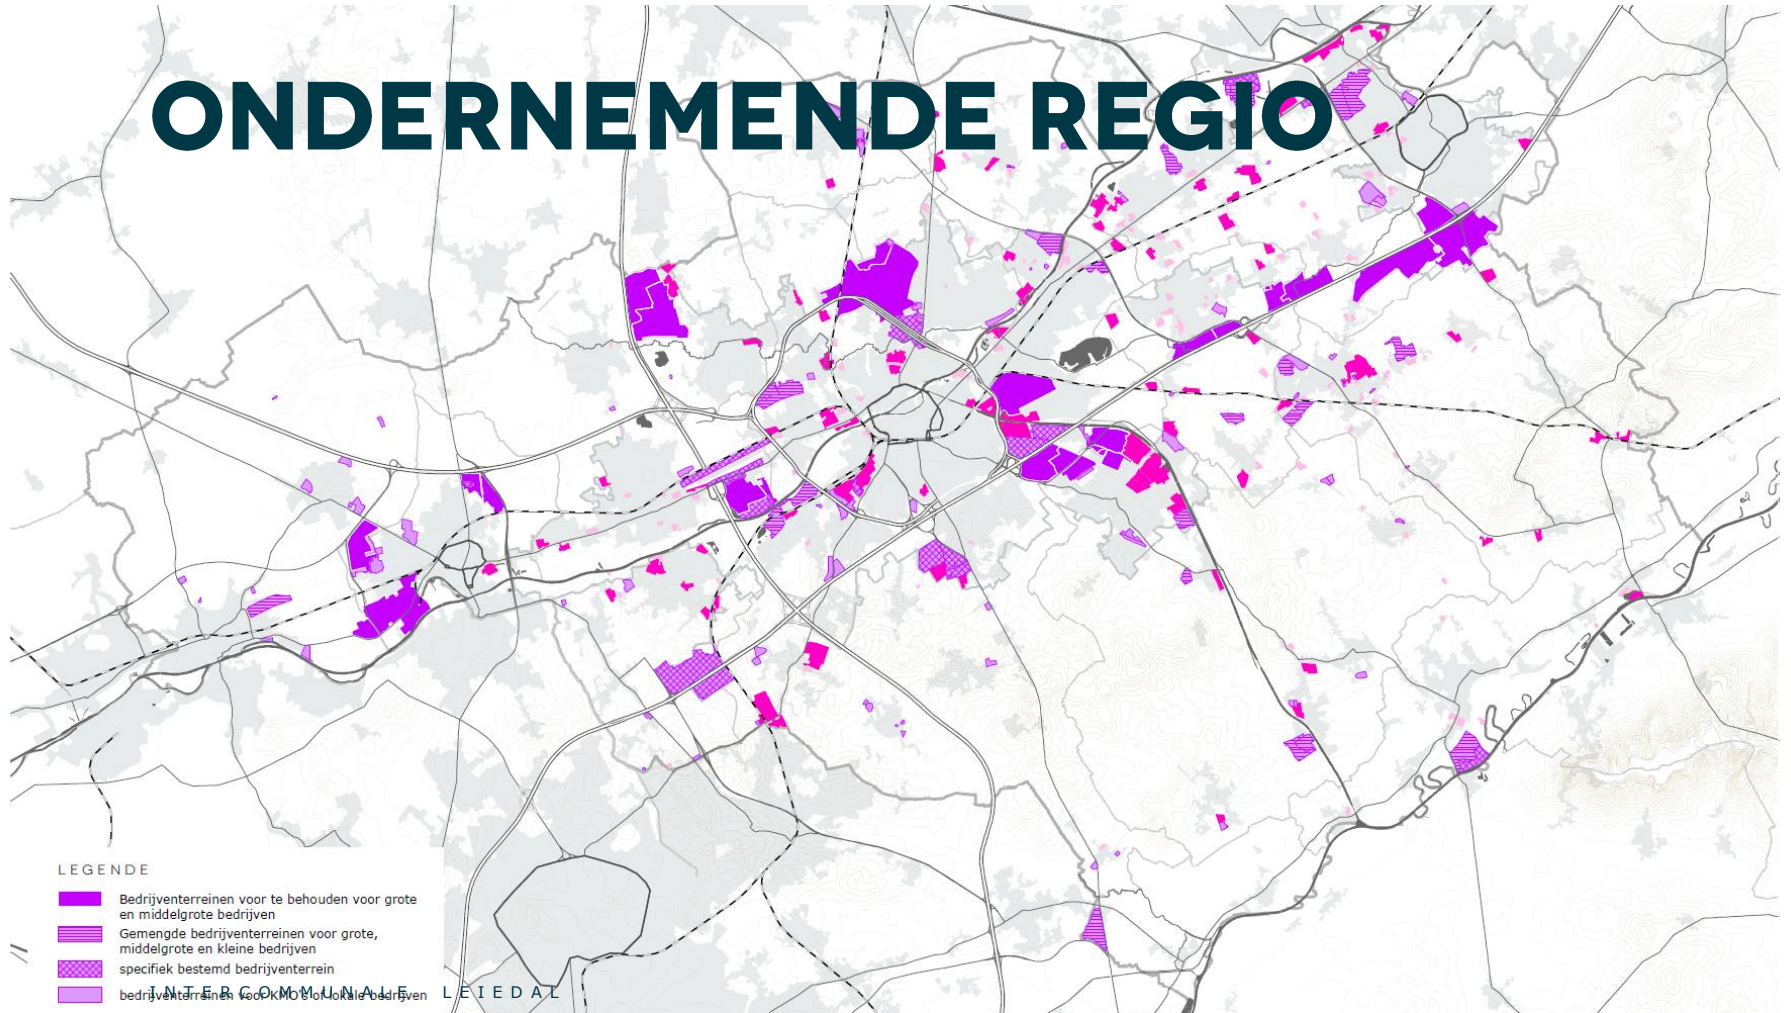 ONDERNEMENDE REGIO
LEGENDE
Bedrijventerreinen voor te behouden voor grote
en middelgrote bedrijven
Gemengde bedrijventerreinen voor grote,
middelgrote en kleine bedrijven
specifiek bestemd bedrijventerrein
bedrijventerreinen voor KMO's of lokale bedrijven
INTERCOMMUNALE LEIEDAL